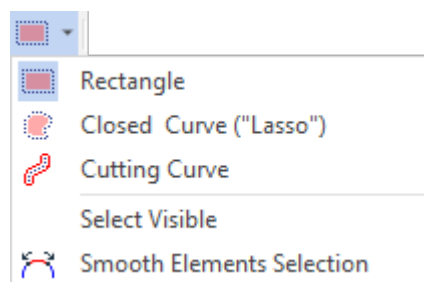 Rectangle
Closed  Curve ("Lasso")
Cutting Curve
Select Visible
Smooth Elements Selection